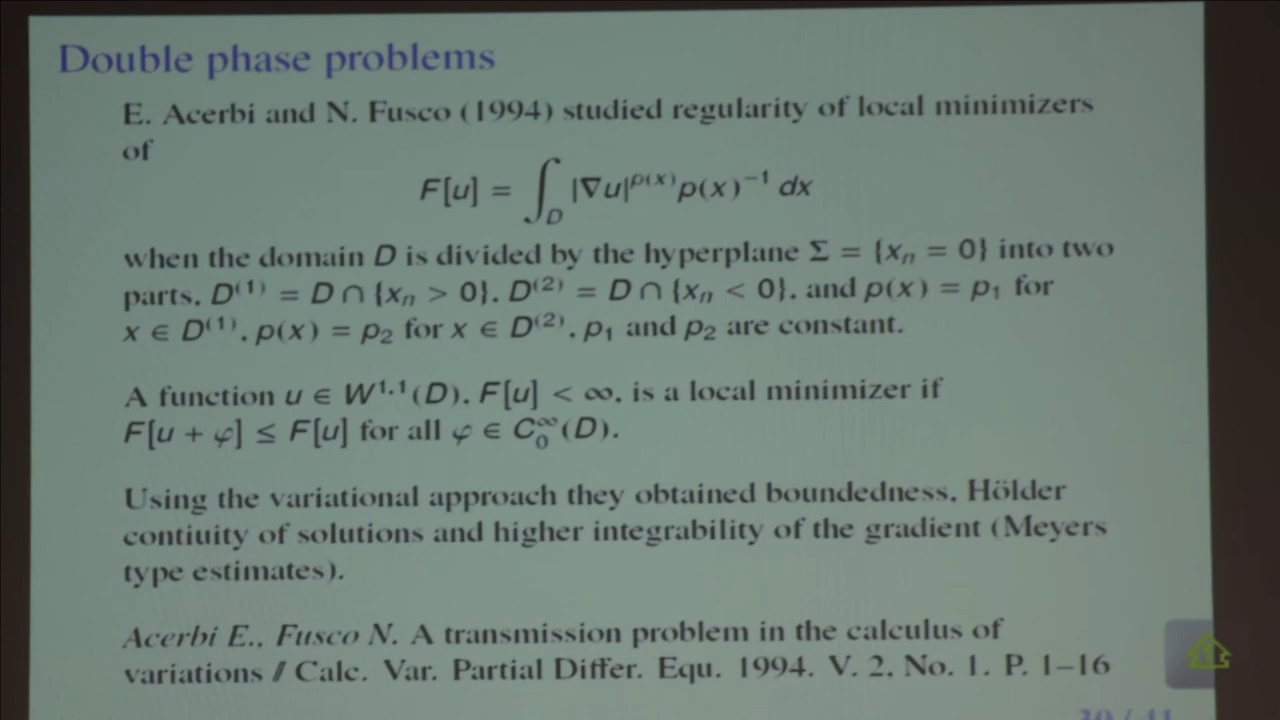 Double phase problems
E. Acerbi and N. Fusco (1994) studied regularity of local minimizers
of
F[u] = ∫_D |∇u|^{p(x)} p(x)^{-1} dx
when the domain D is divided by the hyperplane Σ = {x_n = 0} into two
parts, D^{(1)} = D ∩ {x_n > 0}, D^{(2)} = D ∩ {x_n < 0}, and p(x) = p_1 for
x ∈ D^{(1)}, p(x) = p_2 for x ∈ D^{(2)}, p_1 and p_2 are constant.
A function u ∈ W^{1,1}(D), F[u] < ∞, is a local minimizer if
F[u + φ] ≤ F[u] for all φ ∈ C_0^∞(D).
Using the variational approach they obtained boundedness, Hölder
contiuity of solutions and higher integrability of the gradient (Meyers
type estimates).
Acerbi E., Fusco N. A transmission problem in the calculus of
variations // Calc. Var. Partial Differ. Equ. 1994. V. 2, No. 1. P. 1–16